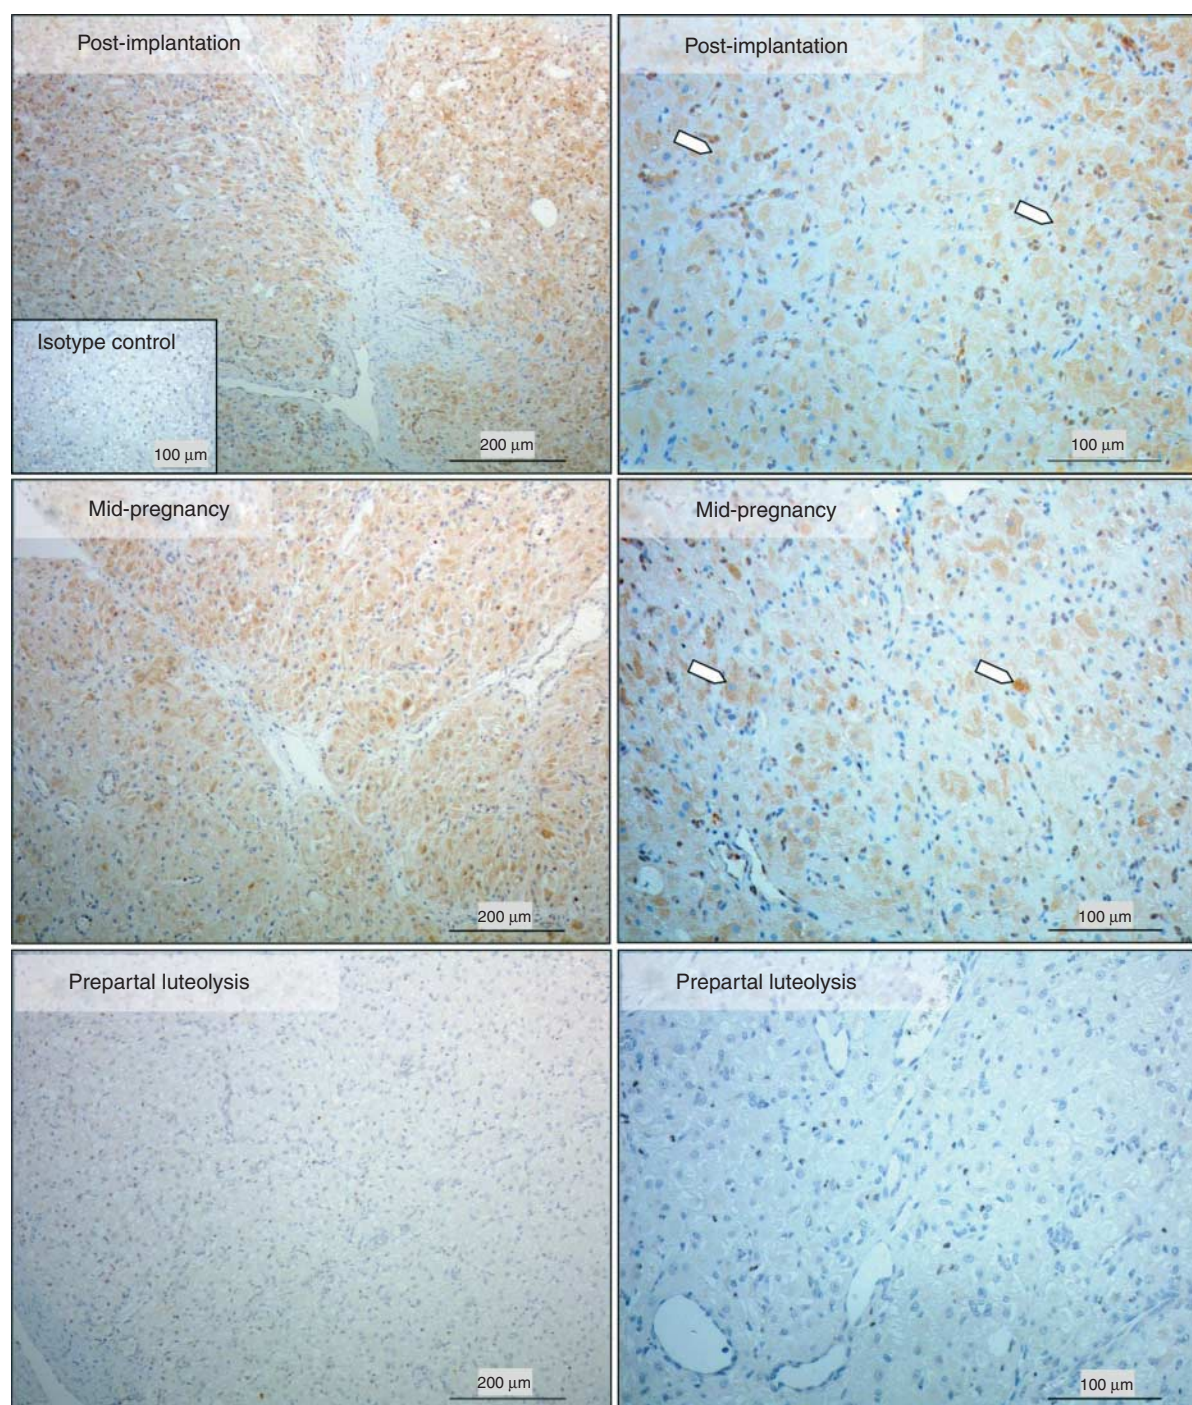 Post-implantation
Post-implantation
Isotype control
100 μm
200 μm
100 μm
Mid-pregnancy
Mid-pregnancy
200 μm
100 μm
Prepartal luteolysis
Prepartal luteolysis
200 μm
100 μm